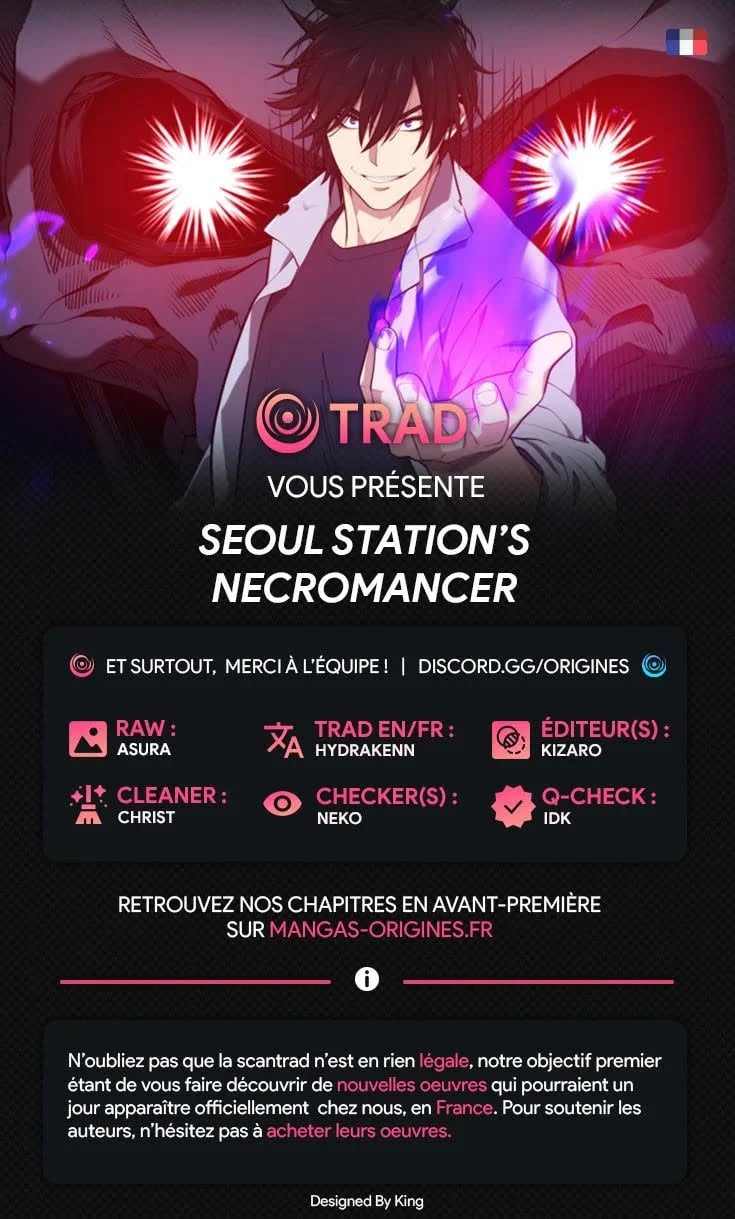 TRAD
VOUS PRÉSENTE
SEOUL STATION'S
NECROMANCER
ET SURTOUT, MERCI À L'ÉQUIPE ! | DISCORD.GG/ORIGINES
RAW :
ASURA
TRAD EN/FR :
HYDRAKENN
ÉDITEUR(S) :
KIZARO
CLEANER :
CHRIST
CHECKER(S) :
NEKO
Q-CHECK :
IDK
RETROUVEZ NOS CHAPITRES EN AVANT-PREMIÈRE
SUR MANGAS-ORIGINES.FR
N'oubliez pas que la scantrad n'est en rien légale, notre objectif premier
étant de vous faire découvrir de nouvelles oeuvres qui pourraient un
jour apparaître officiellement chez nous, en France. Pour soutenir les
auteurs, n'hésitez pas à acheter leurs oeuvres.
Designed By King